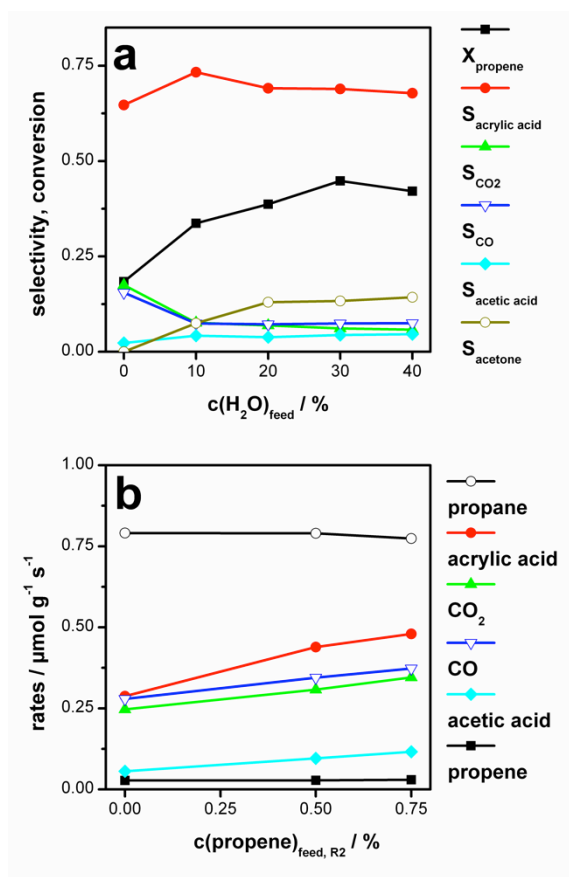 a
selectivity, conversion
0.75
0.50
0.25
0.00
0 10 20 30 40
c(H₂O)feed / %
Xpropene
Sacrylic acid
SCO2
SCO
Sacetic acid
Sacetone
b
rates / µmol g⁻¹ s⁻¹
1.00
0.75
0.50
0.25
0.00
0.00 0.25 0.50 0.75
c(propene)feed, R2 / %
propane
acrylic acid
CO₂
CO
acetic acid
propene